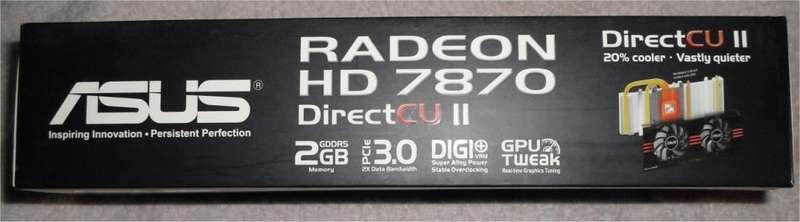 ASUS®
Inspiring Innovation • Persistent Perfection
RADEON
HD 7870
DirectCU II
2GB GDDR5
Memory
PCIe 3.0
2X Data Bandwidth
DIGI+ VRM
Super Alloy Power
Stable Overclocking
GPU
TWEAK
Real-time Graphics Tuning
DirectCU II
20% cooler • Vastly quieter